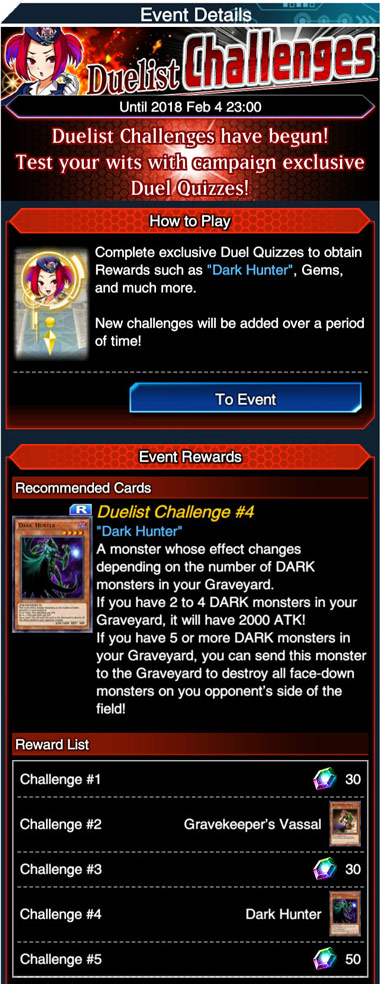 Event Details
Duelist Challenges
Until 2018 Feb 4 23:00
Duelist Challenges have begun!
Test your wits with campaign exclusive
Duel Quizzes!
How to Play
Complete exclusive Duel Quizzes to obtain
Rewards such as "Dark Hunter", Gems,
and much more.
New challenges will be added over a period
of time!
To Event
Event Rewards
Recommended Cards
R
Duelist Challenge #4
DARK HUNTER
"Dark Hunter"
A monster whose effect changes
depending on the number of DARK
monsters in your Graveyard.
If you have 2 to 4 DARK monsters in your
Graveyard, it will have 2000 ATK!
If you have 5 or more DARK monsters in
your Graveyard, you can send this monster
to the Graveyard to destroy all face-down
monsters on you opponent's side of the
field!
Reward List
Challenge #1 30
Challenge #2 Gravekeeper's Vassal
Challenge #3 30
Challenge #4 Dark Hunter
Challenge #5 50